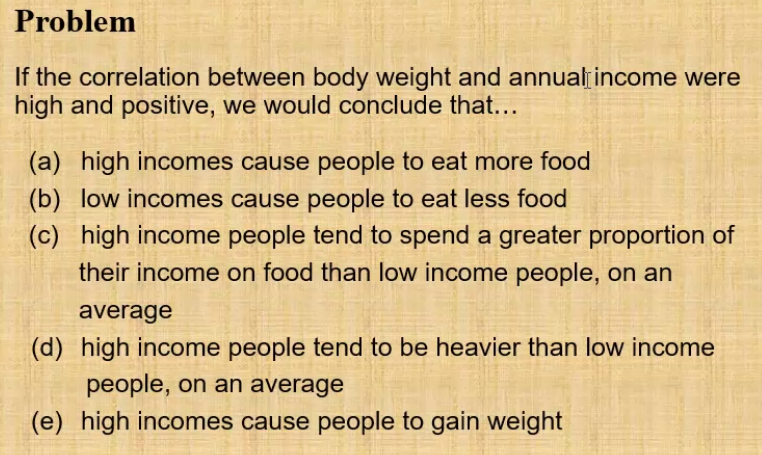 Problem
If the correlation between body weight and annual income were
high and positive, we would conclude that...
(a) high incomes cause people to eat more food
(b) low incomes cause people to eat less food
(c) high income people tend to spend a greater proportion of
their income on food than low income people, on an
average
(d) high income people tend to be heavier than low income
people, on an average
(e) high incomes cause people to gain weight